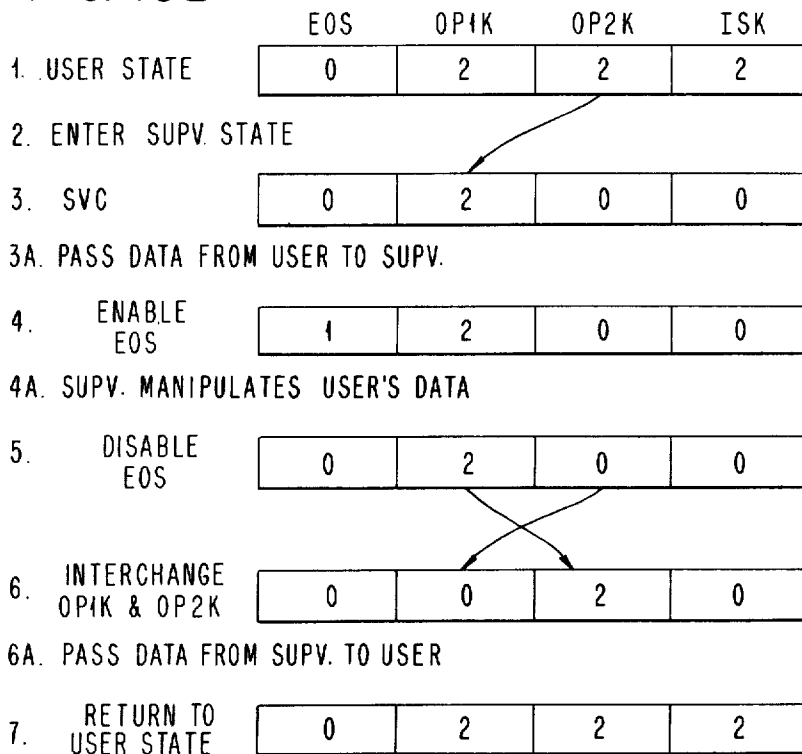 EOS OP1K OP2K ISK
1. USER STATE 0 2 2 2
2. ENTER SUPV. STATE
3. SVC 0 2 0 0
3A. PASS DATA FROM USER TO SUPV.
4. ENABLE EOS 1 2 0 0
4A. SUPV. MANIPULATES USER'S DATA
5. DISABLE EOS 0 2 0 0
6. INTERCHANGE OP1K & OP2K 0 0 2 0
6A. PASS DATA FROM SUPV. TO USER
7. RETURN TO USER STATE 0 2 2 2